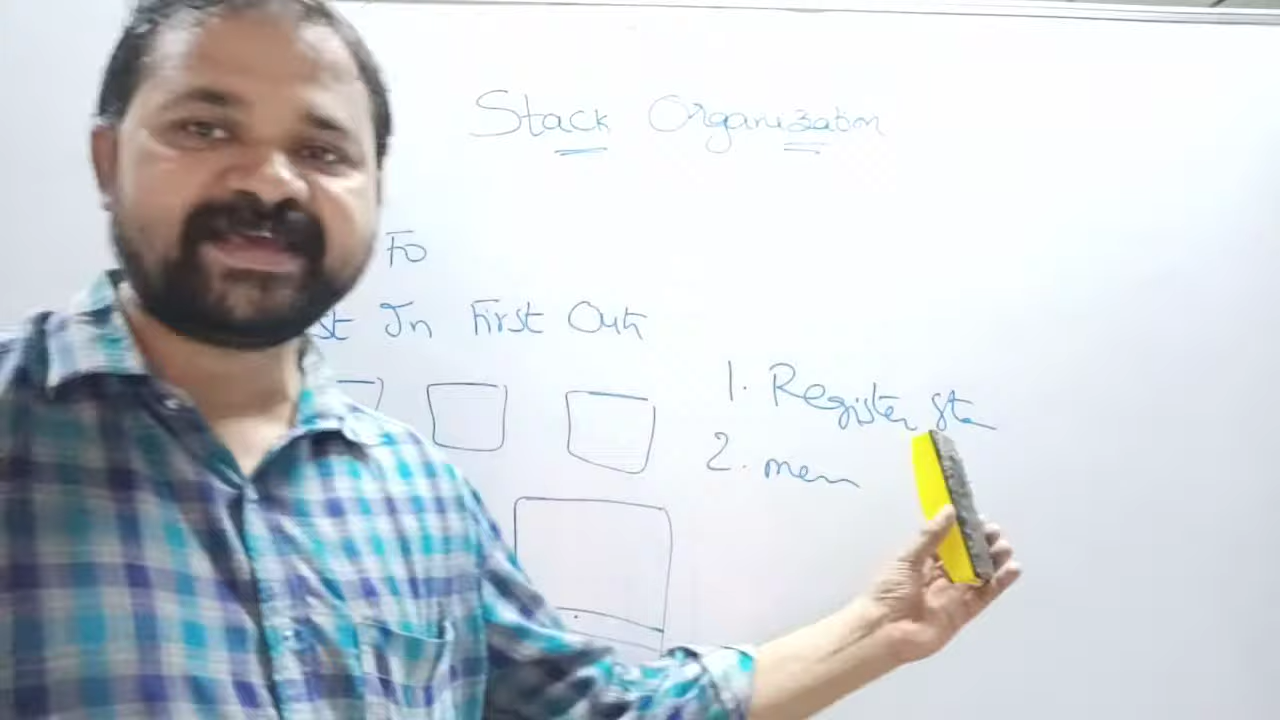 Stack Organization
FO
st In First Out
1. Register Sta
2. mem